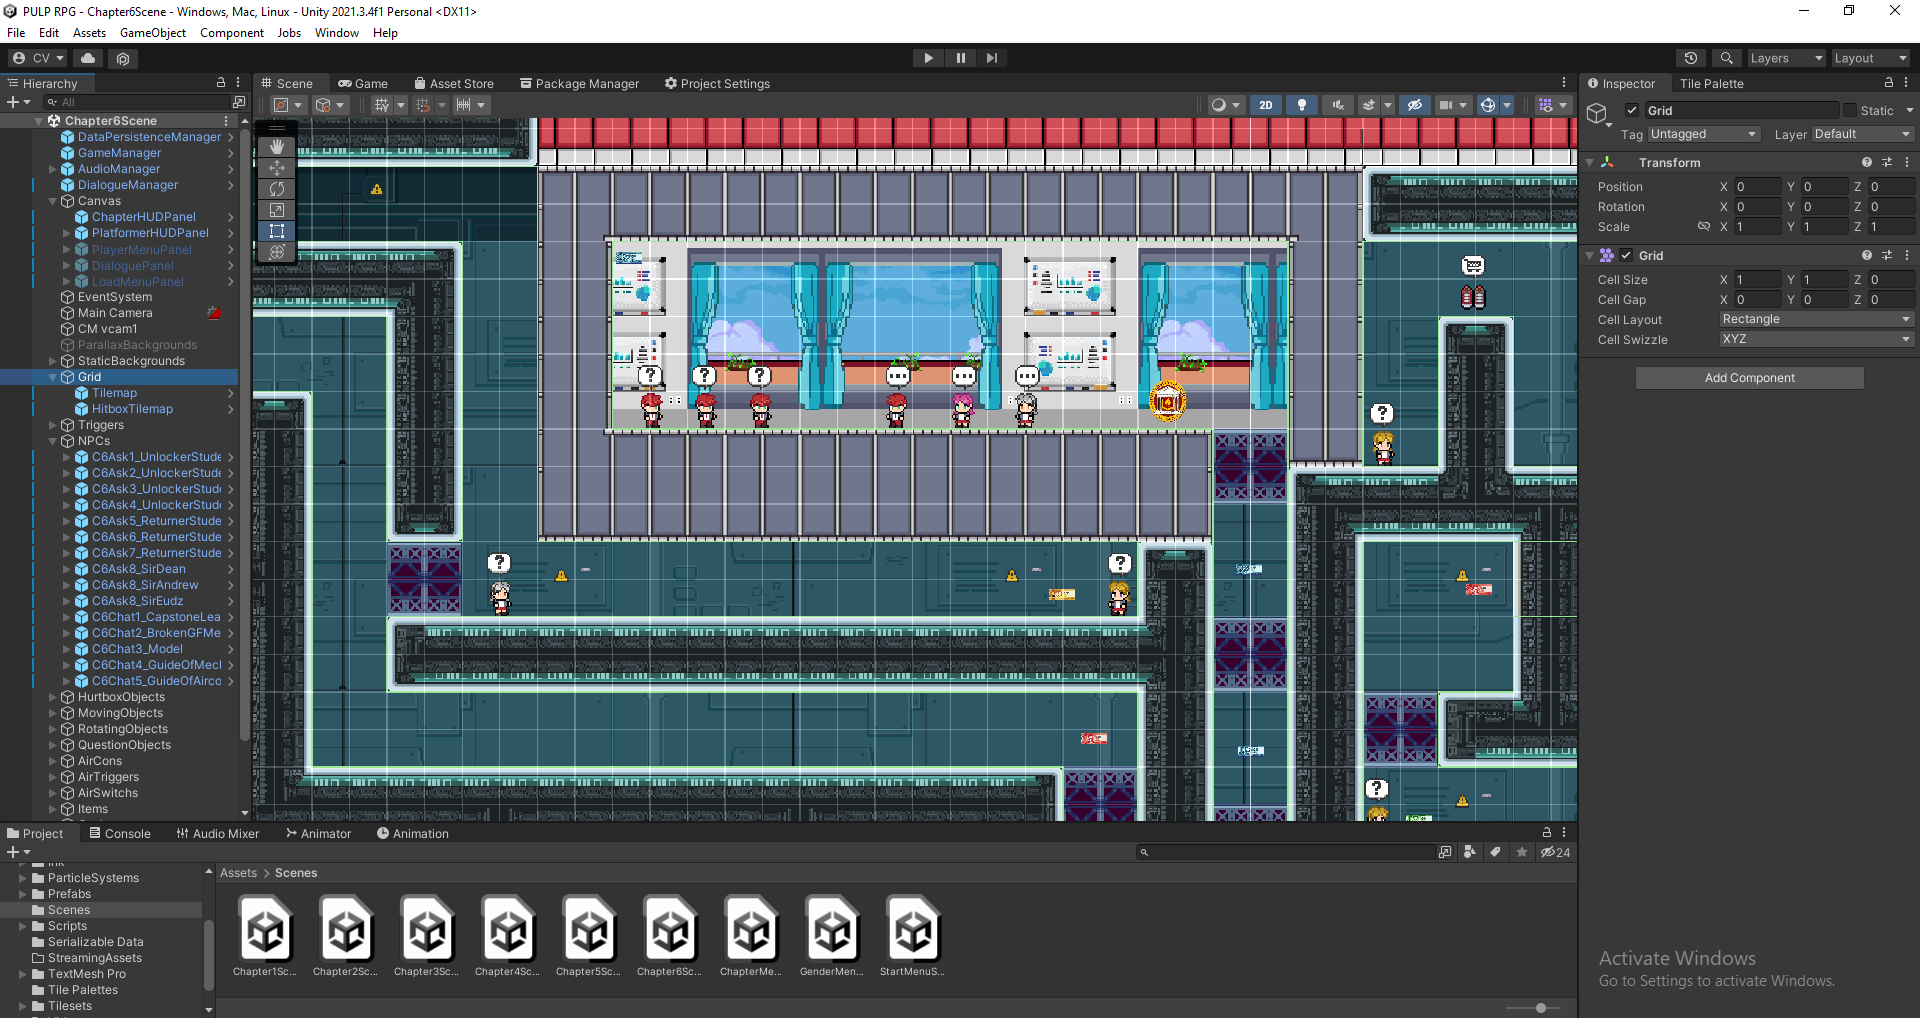 PULP RPG - Chapter6Scene - Windows, Mac, Linux - Unity 2021.3.4f1 Personal <DX11>
File Edit Assets GameObject Component Jobs Window Help
CV
Layers Layout
Hierarchy
All
Chapter6Scene
DataPersistenceManager
GameManager
AudioManager
DialogueManager
Canvas
ChapterHUDPanel
PlatformerHUDPanel
PlayerMenuPanel
DialoguePanel
LoadMenuPanel
EventSystem
Main Camera
CM vcam1
ParallaxBackgrounds
StaticBackgrounds
Grid
Tilemap
HitboxTilemap
Triggers
NPCs
C6Ask1_UnlockerStude
C6Ask2_UnlockerStude
C6Ask3_UnlockerStude
C6Ask4_UnlockerStude
C6Ask5_ReturnerStude
C6Ask6_ReturnerStude
C6Ask7_ReturnerStude
C6Ask8_SirDean
C6Ask8_SirAndrew
C6Ask8_SirEudz
C6Chat1_CapstoneLea
C6Chat2_BrokenGFMe
C6Chat3_Model
C6Chat4_GuideOfMecl
C6Chat5_GuideOfAirco
HurtboxObjects
MovingObjects
RotatingObjects
QuestionObjects
AirCons
AirTriggers
AirSwitchs
Items
Scene Game Asset Store Package Manager Project Settings
2D
Inspector Tile Palette
Grid Static
Tag Untagged Layer Default
Transform
Position X 0 Y 0 Z 0
Rotation X 0 Y 0 Z 0
Scale X 1 Y 1 Z 1
Grid
Cell Size X 1 Y 1 Z 0
Cell Gap X 0 Y 0 Z 0
Cell Layout Rectangle
Cell Swizzle XYZ
Add Component
Project Console Audio Mixer Animator Animation
24
ParticleSystems
Prefabs
Scenes
Scripts
Serializable Data
StreamingAssets
TextMesh Pro
Tile Palettes
Tilesets
Assets > Scenes
Chapter1Sc... Chapter2Sc... Chapter3Sc... Chapter4Sc... Chapter5Sc... Chapter6Sc... ChapterMe... GenderMen... StartMenuS...
Activate Windows
Go to Settings to activate Windows.